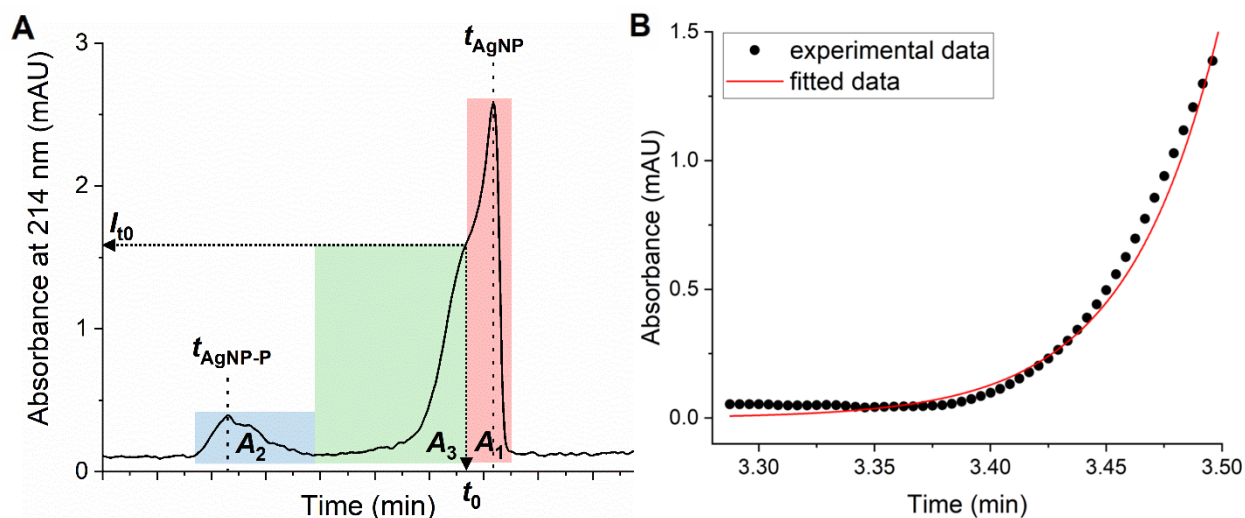 A
Absorbance at 214 nm (mAU)
3
2
1
0
t_AgNP
I_t0
t_AgNP-P
A_2
A_3
A_1
t_0
Time (min)
B
Absorbance (mAU)
1.5
1.0
0.5
0.0
experimental data
fitted data
3.30
3.35
3.40
3.45
3.50
Time (min)